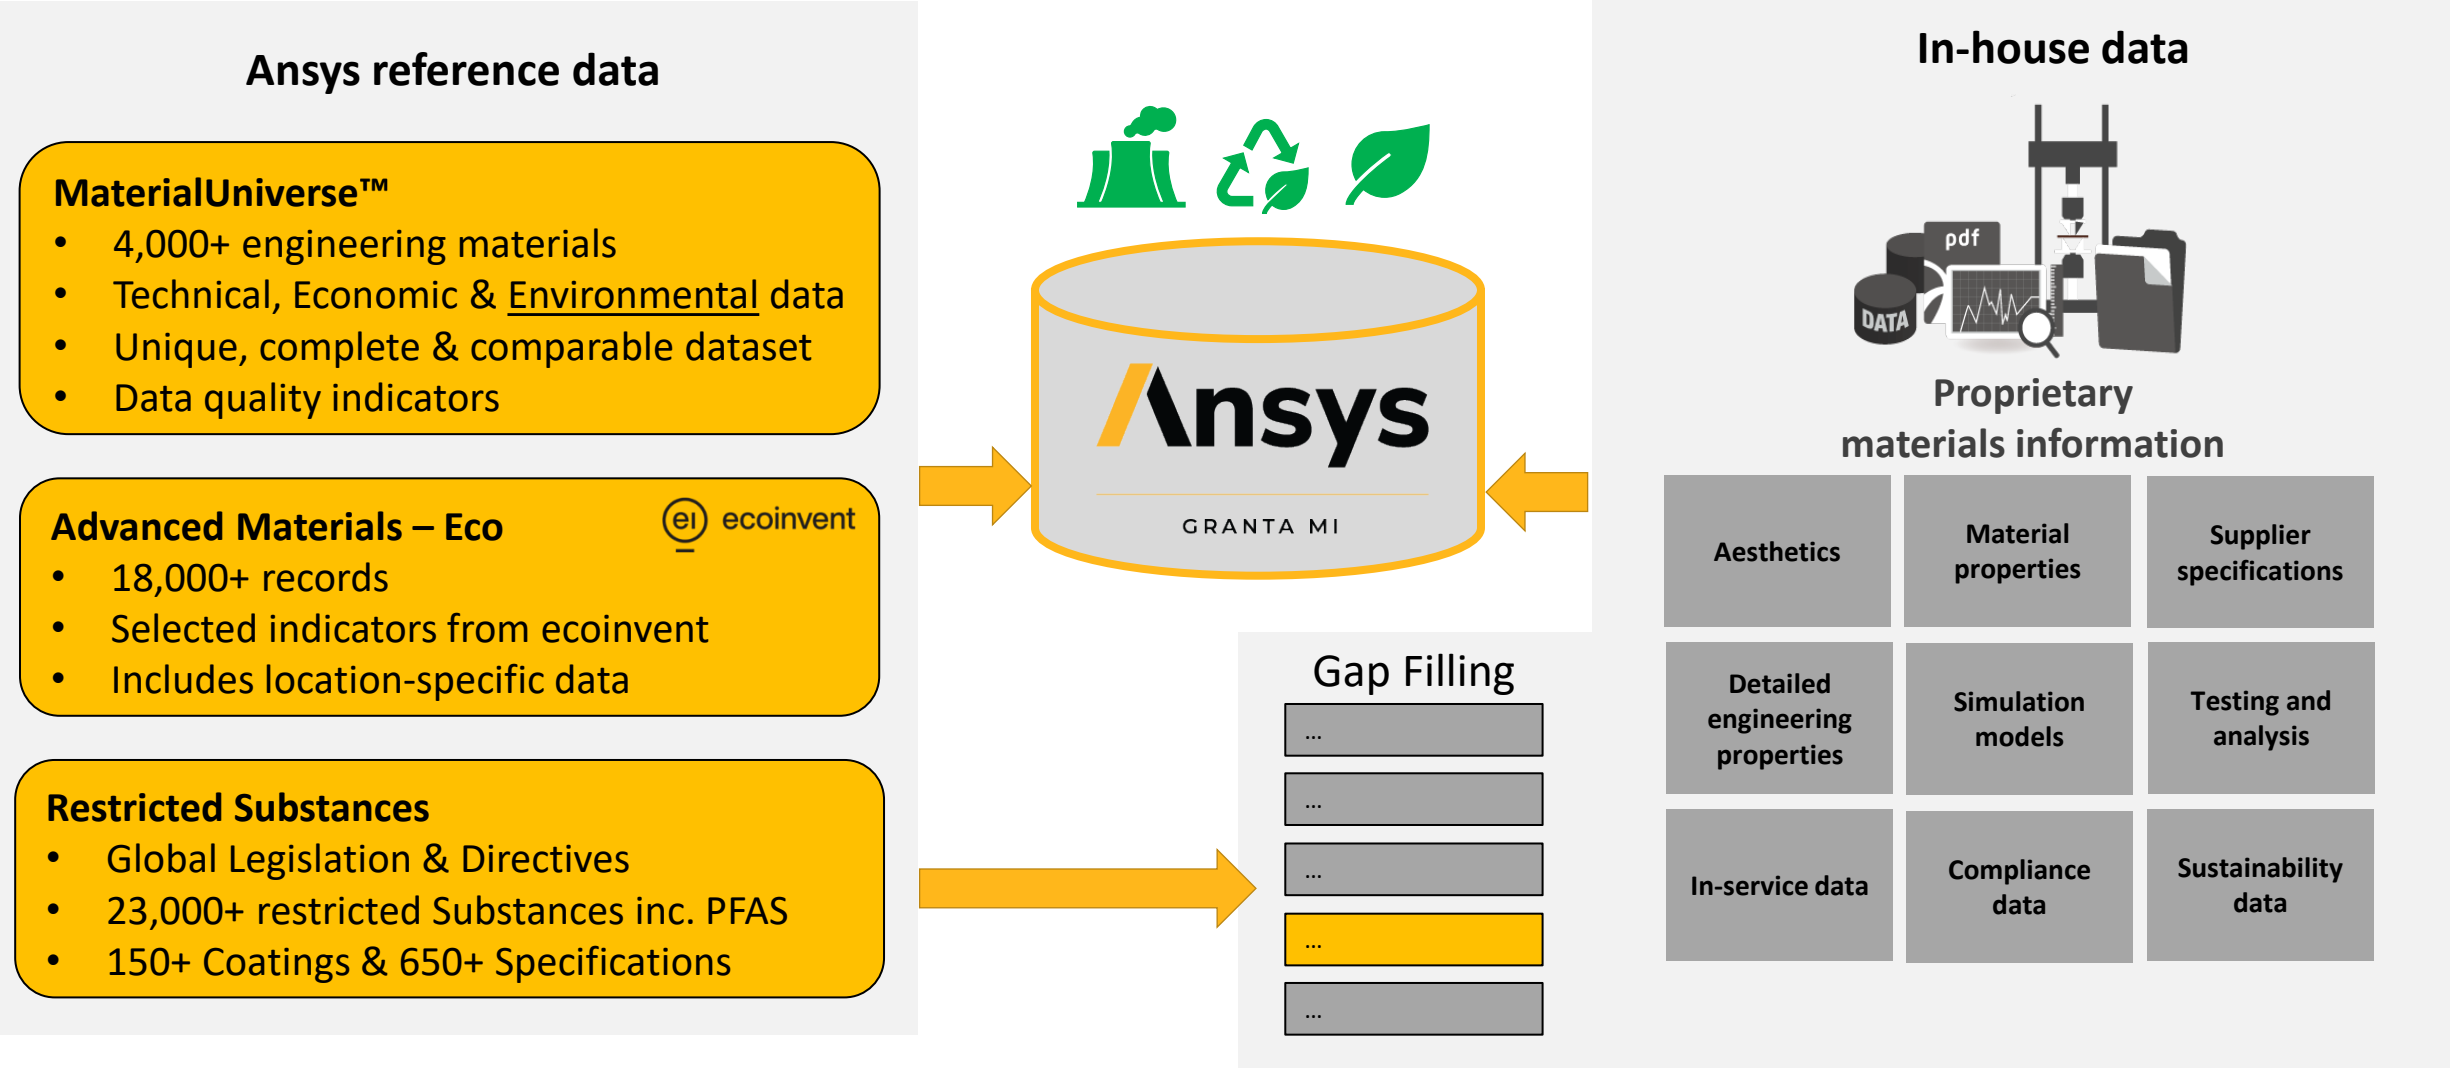 Ansys reference data
MaterialUniverse™
• 4,000+ engineering materials
• Technical, Economic & Environmental data
• Unique, complete & comparable dataset
• Data quality indicators
Advanced Materials – Eco
ei ecoinvent
• 18,000+ records
• Selected indicators from ecoinvent
• Includes location-specific data
Restricted Substances
• Global Legislation & Directives
• 23,000+ restricted Substances inc. PFAS
• 150+ Coatings & 650+ Specifications
Ansys
GRANTA MI
Gap Filling
...
...
...
...
...
In-house data
pdf
DATA
Proprietary
materials information
Aesthetics
Material
properties
Supplier
specifications
Detailed
engineering
properties
Simulation
models
Testing and
analysis
In-service data
Compliance
data
Sustainability
data